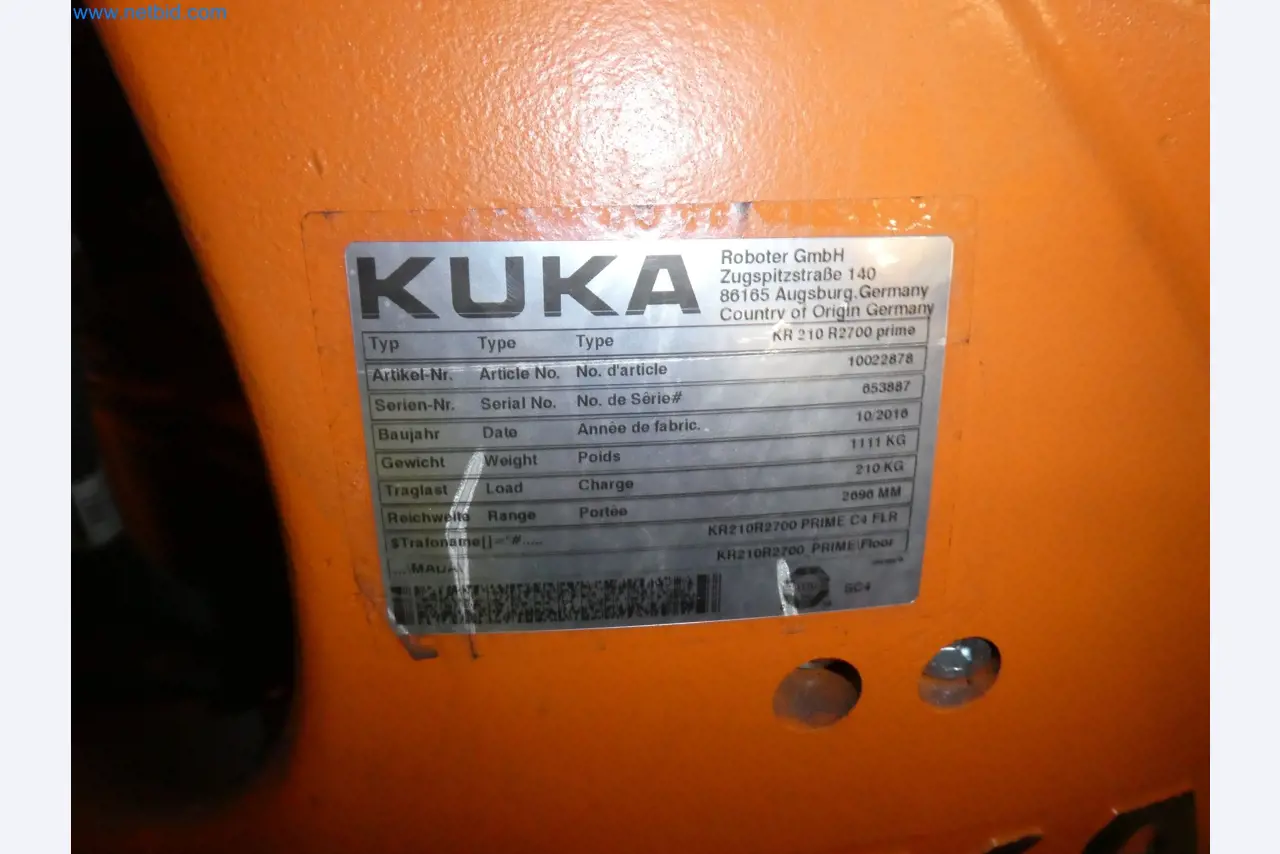 www.netbid.com
KUKA
Roboter GmbH
Zugspitzstraße 140
86165 Augsburg,Germany
Country of Origin Germany
Typ Type Type KR 210 R2700 prime
Artikel-Nr. Article No. No. d'article 10022878
Serien-Nr. Serial No. No. de Série# 653887
Baujahr Date Année de fabric. 10/2016
Gewicht Weight Poids 1111 KG
Traglast Load Charge 210 KG
Reichweite Range Portée 2696 MM
$Trafoname[]="#..... KR210R2700 PRIME C4 FLR
...\MADA\ KR210R2700_PRIME\Floor
SC4